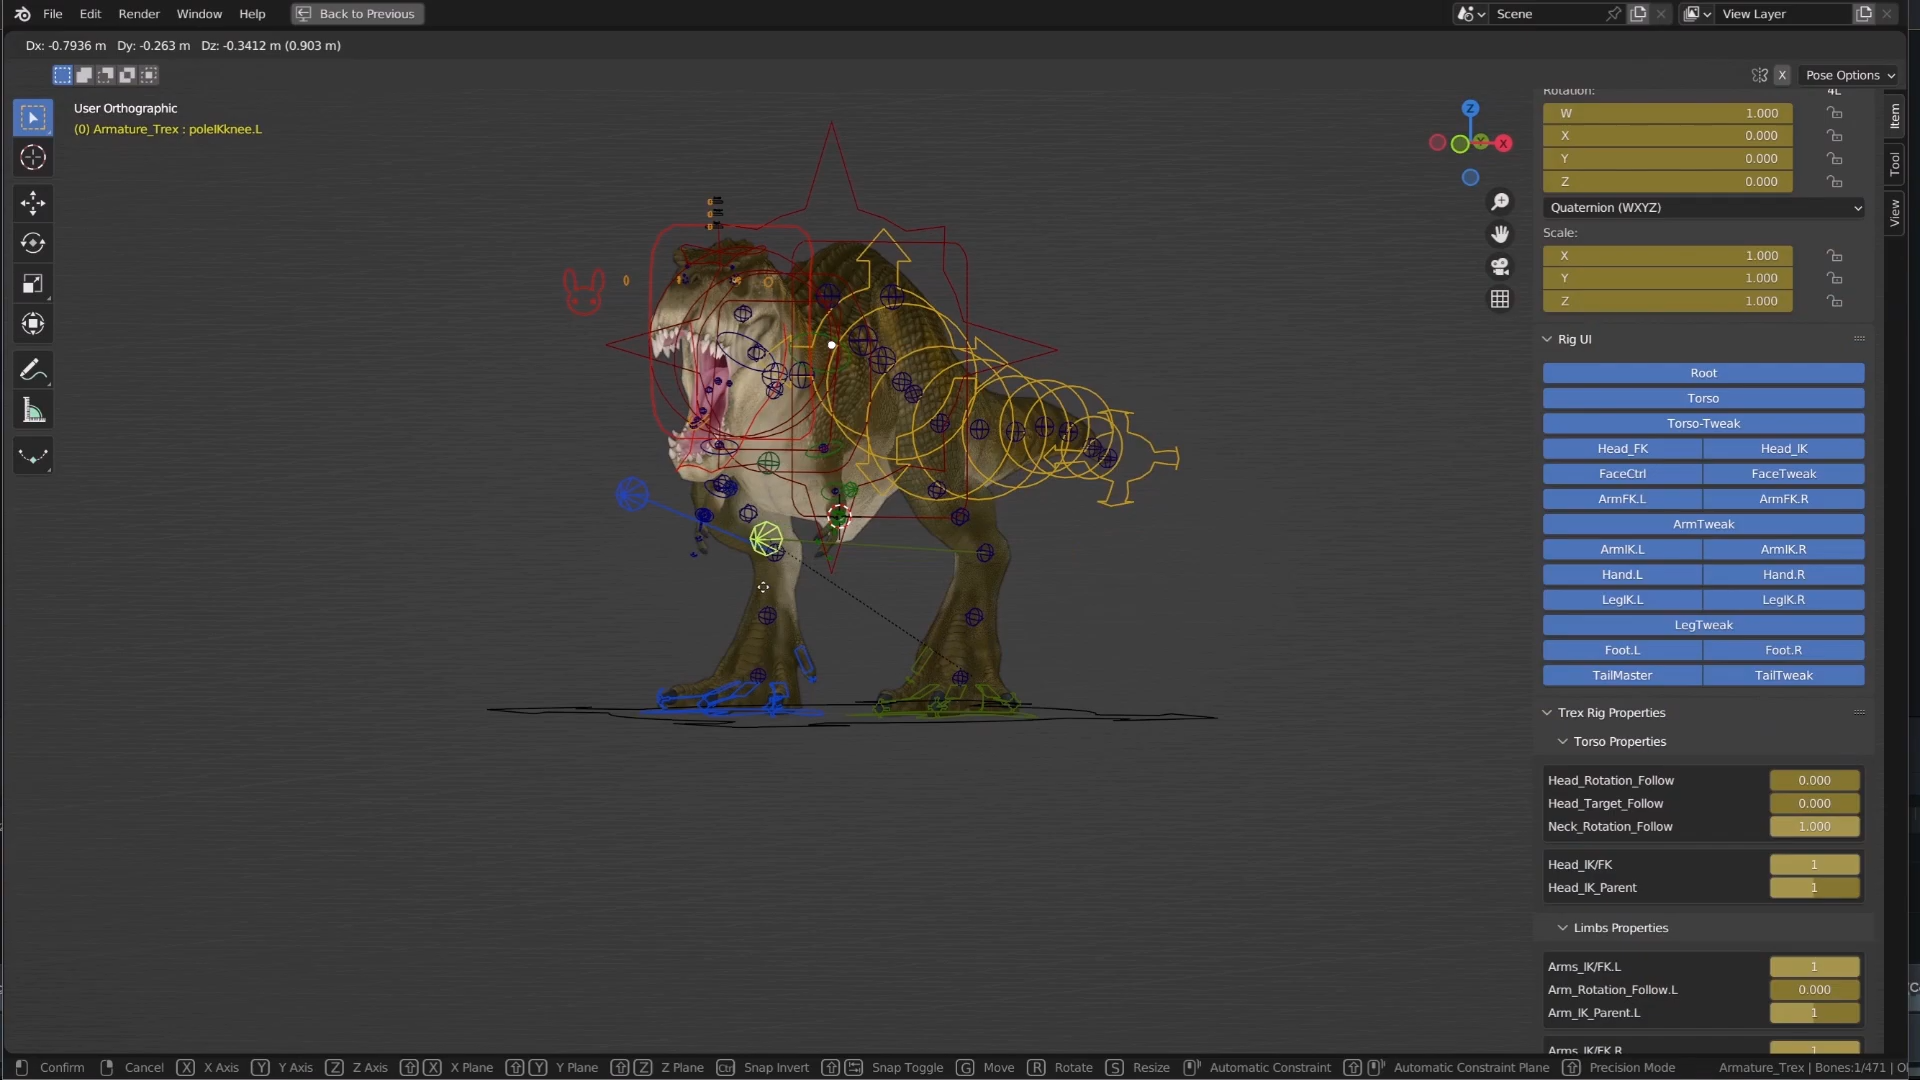 File Edit Render Window Help Back to Previous Scene View Layer
Dx: -0.7936 m Dy: -0.263 m Dz: -0.3412 m (0.903 m)
X Pose Options
User Orthographic
(0) Armature_Trex : poleIKknee.L
Z
X
Item
Tool
View
Rotation: 4L
W 1.000
X 0.000
Y 0.000
Z 0.000
Quaternion (WXYZ)
Scale:
X 1.000
Y 1.000
Z 1.000
Rig UI
Root
Torso
Torso-Tweak
Head_FK Head_IK
FaceCtrl FaceTweak
ArmFK.L ArmFK.R
ArmTweak
ArmIK.L ArmIK.R
Hand.L Hand.R
LegIK.L LegIK.R
LegTweak
Foot.L Foot.R
TailMaster TailTweak
Trex Rig Properties
Torso Properties
Head_Rotation_Follow 0.000
Head_Target_Follow 0.000
Neck_Rotation_Follow 1.000
Head_IK/FK 1
Head_IK_Parent 1
Limbs Properties
Arms_IK/FK.L 1
Arm_Rotation_Follow.L 0.000
Arm_IK_Parent.L 1
Arms_IK/FK.R 1
Confirm Cancel X X Axis Y Y Axis Z Z Axis X X Plane Y Y Plane Z Z Plane Ctrl Snap Invert Snap Toggle G Move R Rotate S Resize Automatic Constraint Automatic Constraint Plane Precision Mode Armature_Trex | Bones:1/471 |